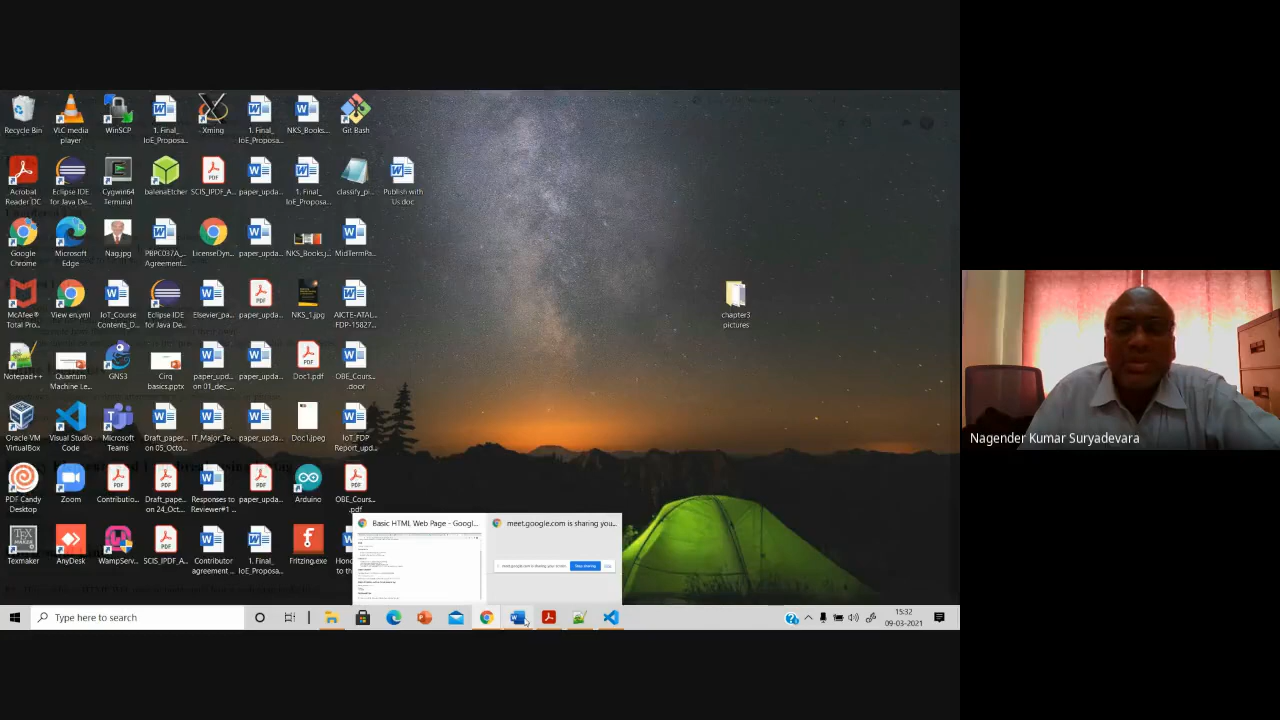 Recycle Bin
VLC media
player
WinSCP
1. Final_
IoE_Proposa...
Xming
1. Final_
IoE_Proposa...
NKS_Books...
Git Bash
Acrobat
Reader DC
Eclipse IDE
for Java De...
Cygwin64
Terminal
balenaEtcher
SCIS_IPDF_A...
paper_upda...
1. Final_
IoE_Proposa...
classify_pi...
Publish with
Us.doc
Google
Chrome
Microsoft
Edge
Nag.jpg
PBPC037A_...
Agreement...
LicenseDyn...
paper_upda...
NKS_Books.j...
MidTermPa...
McAfee®
Total Pro...
View en.yml
IoT_Course
Contents_D...
Eclipse IDE
for Java De...
Elsevier_pa...
paper_upda...
NKS_1.jpg
AICTE-ATAL
FDP-15827...
chapter3
pictures
Notepad++
Quantum
Machine Le...
GNS3
Cirq
basics.pptx
paper_upd...
on 01_dec_...
paper_upda...
Doc1.pdf
OBE_Cours...
.docx
Oracle VM
VirtualBox
Visual Studio
Code
Microsoft
Teams
Draft_paper...
on 05_Octo...
IT_Major_Te...
paper_upda...
Doc1.jpeg
IoT_FDP
Report_upd...
PDF Candy
Desktop
Zoom
Contributio...
Draft_pape...
on 24_Oct...
Responses to
Reviewer#1 ...
paper_upda...
Arduino
OBE_Cours...
.pdf
Texmaker
AnyDesk
SCIS_IPDF_A...
Contributor
agreement ...
1. Final_
IoE_Proposa...
Fritzing.exe
Basic HTML Web Page - Googl...
meet.google.com is sharing you...
Stop sharing
Type here to search
15:32
09-03-2021
Nagender Kumar Suryadevara